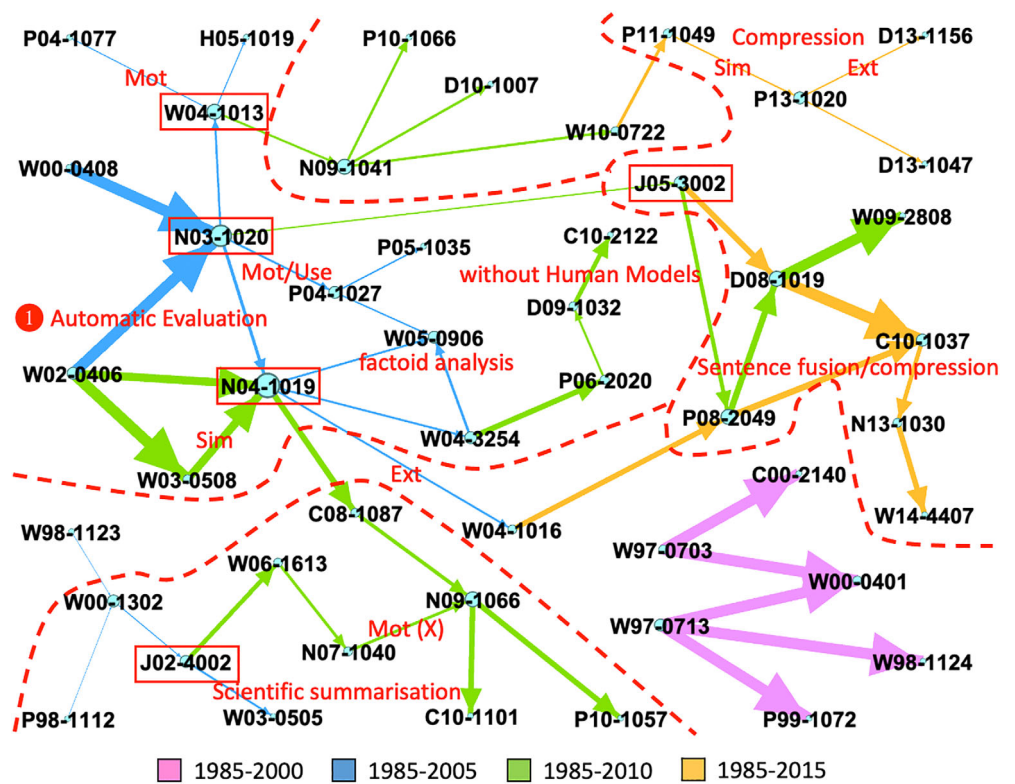 P04-1077 H05-1019 P10-1066 P11-1049 Compression D13-1156
Mot D10-1007 Sim Ext
W04-1013 P13-1020
W10-0722
W00-0408 N09-1041 D13-1047
J05-3002
N03-1020 P05-1035 C10-2122 W09-2808
Mot/Use without Human Models D08-1019
P04-1027 D09-1032
1 Automatic Evaluation
W05-0906 C10-1037
factoid analysis Sentence fusion/compression
W02-0406 N04-1019 P06-2020
P08-2049 N13-1030
Sim W04-3254
W03-0508 Ext C00-2140
C08-1087 W14-4407
W98-1123 W04-1016
W06-1613 W97-0703
W00-0401
W00-1302 N09-1066
Mot (X) W97-0713
J02-4002 N07-1040 W98-1124
Scientific summarisation
P98-1112 W03-0505 C10-1101 P10-1057 P99-1072
1985-2000 1985-2005 1985-2010 1985-2015